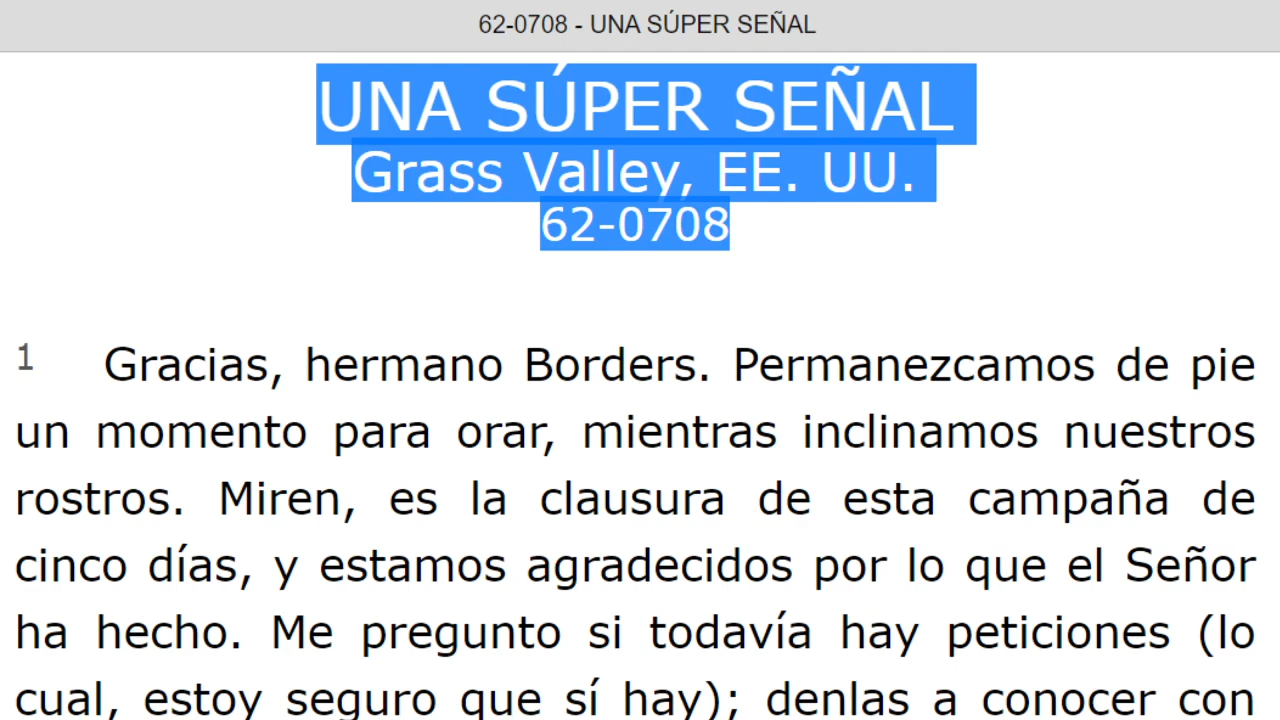 62-0708 - UNA SÚPER SEÑAL
UNA SÚPER SEÑAL
Grass Valley, EE. UU.
62-0708
1 Gracias, hermano Borders. Permanezcamos de pie
un momento para orar, mientras inclinamos nuestros
rostros. Miren, es la clausura de esta campaña de
cinco días, y estamos agradecidos por lo que el Señor
ha hecho. Me pregunto si todavía hay peticiones (lo
cual, estoy seguro que sí hay); denlas a conocer con